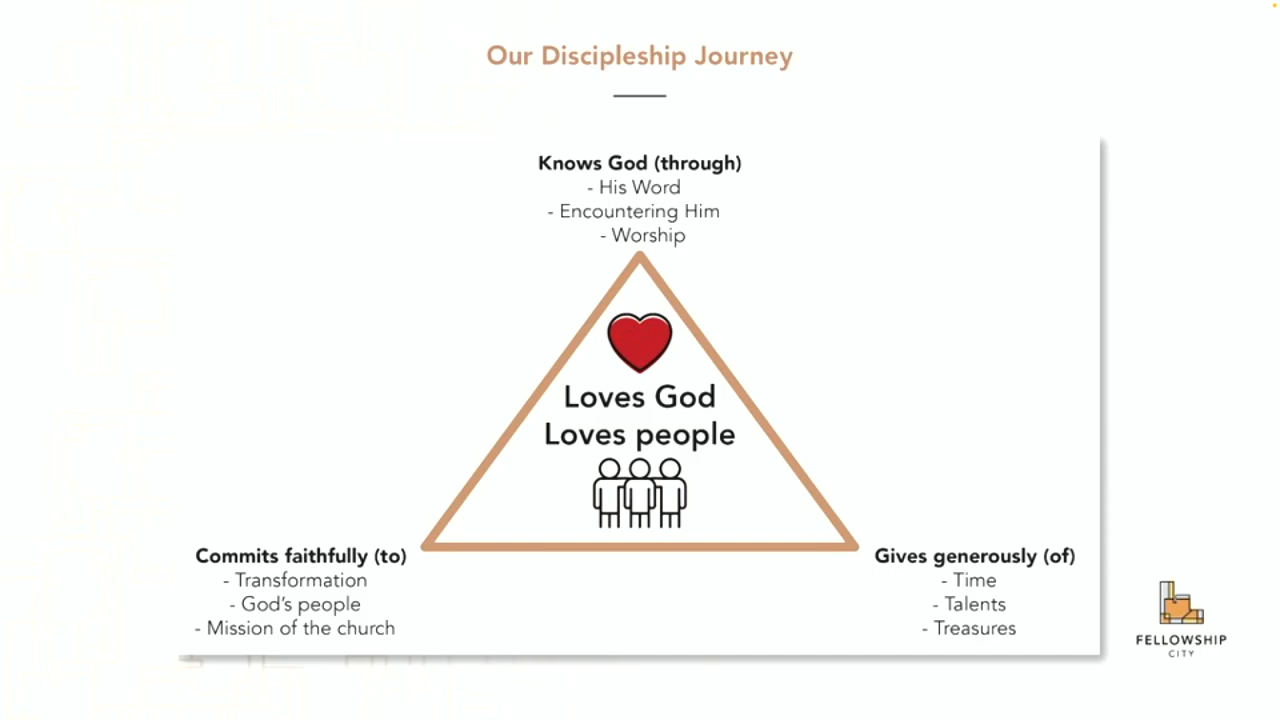 Our Discipleship Journey
Knows God (through)
- His Word
- Encountering Him
- Worship
Loves God
Loves people
Commits faithfully (to)
- Transformation
- God's people
- Mission of the church
Gives generously (of)
- Time
- Talents
- Treasures
FELLOWSHIP
CITY